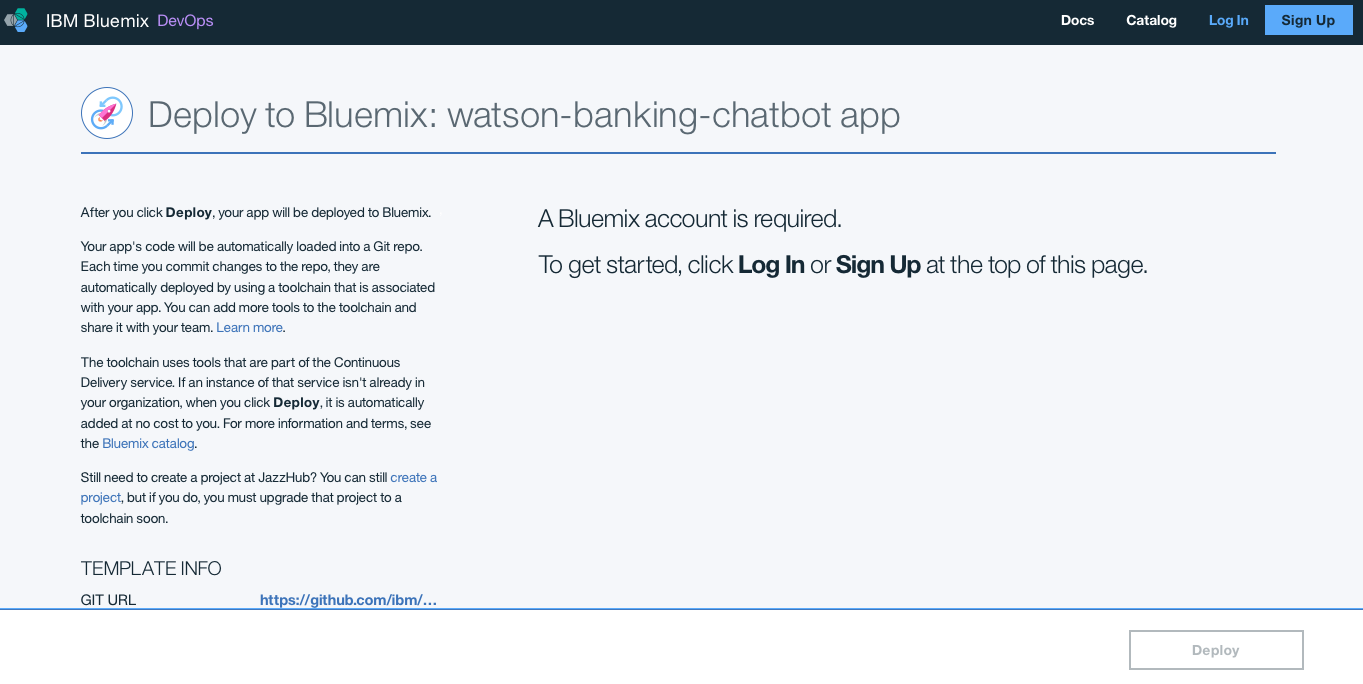 IBM Bluemix DevOps
Docs Catalog Log In Sign Up
Deploy to Bluemix: watson-banking-chatbot app
After you click Deploy, your app will be deployed to Bluemix.
Your app's code will be automatically loaded into a Git repo.
Each time you commit changes to the repo, they are
automatically deployed by using a toolchain that is associated
with your app. You can add more tools to the toolchain and
share it with your team. Learn more.
The toolchain uses tools that are part of the Continuous
Delivery service. If an instance of that service isn't already in
your organization, when you click Deploy, it is automatically
added at no cost to you. For more information and terms, see
the Bluemix catalog.
Still need to create a project at JazzHub? You can still create a
project, but if you do, you must upgrade that project to a
toolchain soon.
TEMPLATE INFO
GIT URL https://github.com/ibm/...
A Bluemix account is required.
To get started, click Log In or Sign Up at the top of this page.
Deploy